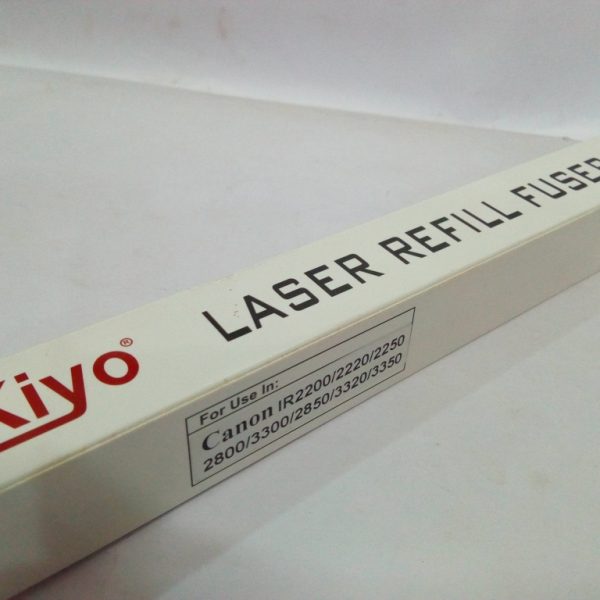 Kiyo®
LASER REFILL FUSER
For Use In:
Canon IR2200/2220/2250
2800/3300/2850/3320/3350